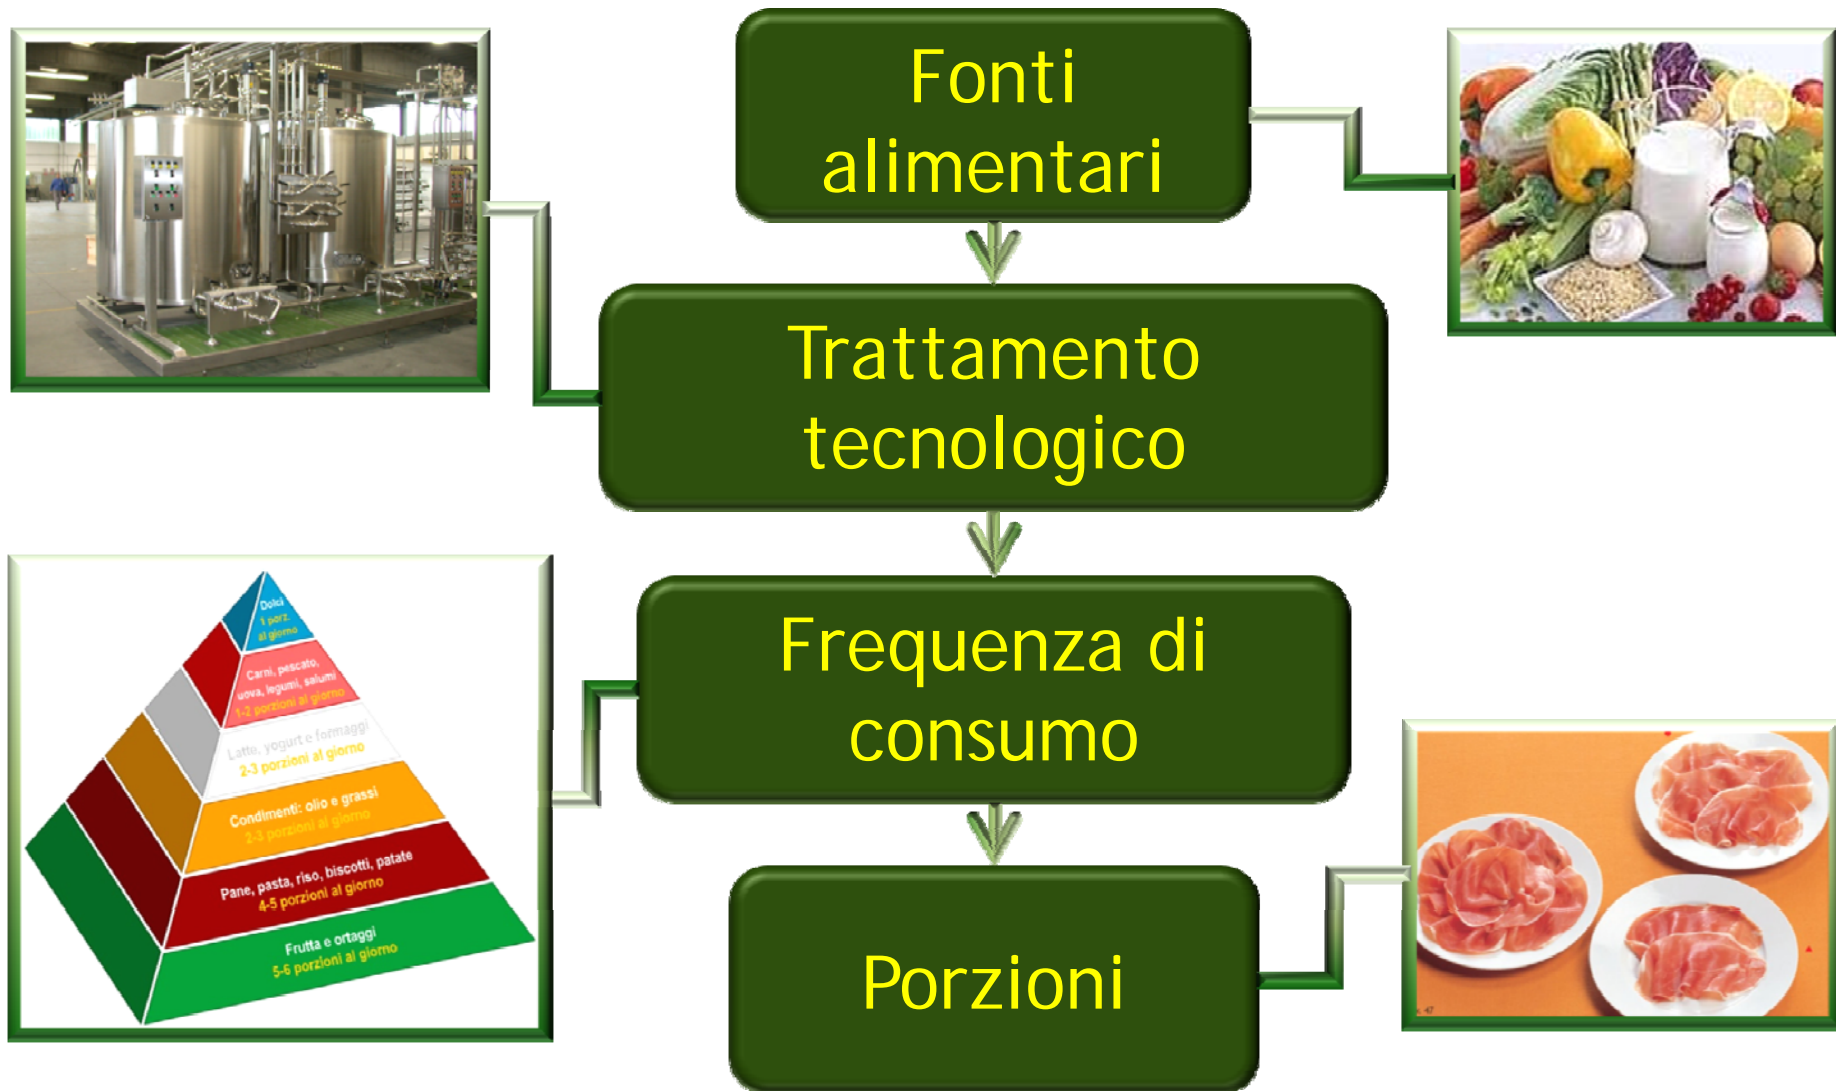 Fonti
alimentari
Trattamento
tecnologico
Frequenza di
consumo
Porzioni
Dolci
1 porz.
al giorno
Carni, pescato,
uova, legumi, salumi
1-2 porzioni al giorno
Latte, yogurt e formaggi
2-3 porzioni al giorno
Condimenti: olio e grassi
2-3 porzioni al giorno
Pane, pasta, riso, biscotti, patate
4-5 porzioni al giorno
Frutta e ortaggi
5-6 porzioni al giorno